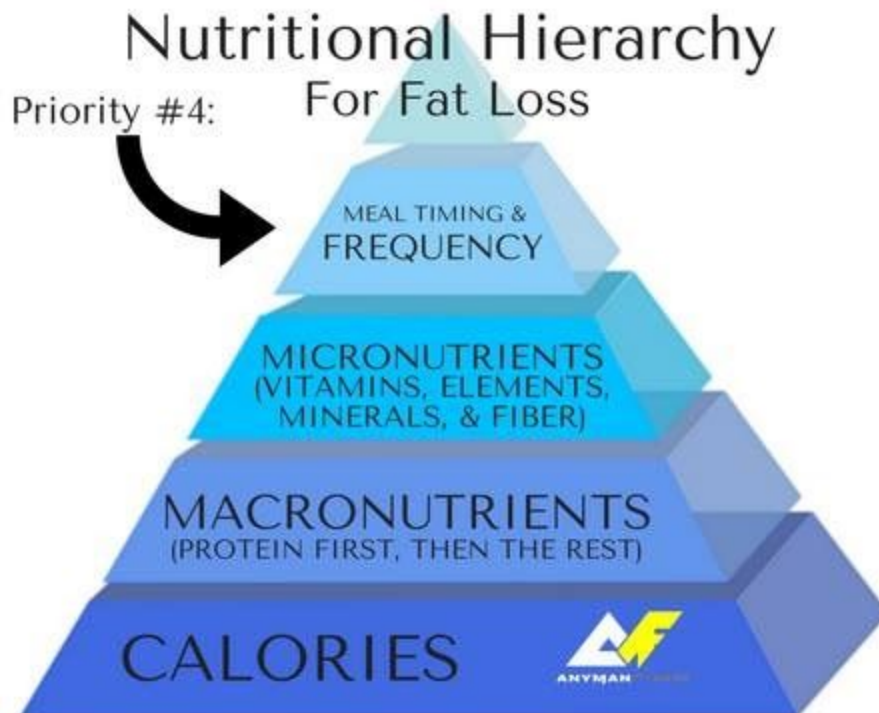 Nutritional Hierarchy
For Fat Loss
Priority #4:
MEAL TIMING &
FREQUENCY
MICRONUTRIENTS
(VITAMINS, ELEMENTS,
MINERALS, & FIBER)
MACRONUTRIENTS
(PROTEIN FIRST, THEN THE REST)
CALORIES
ANYMAN